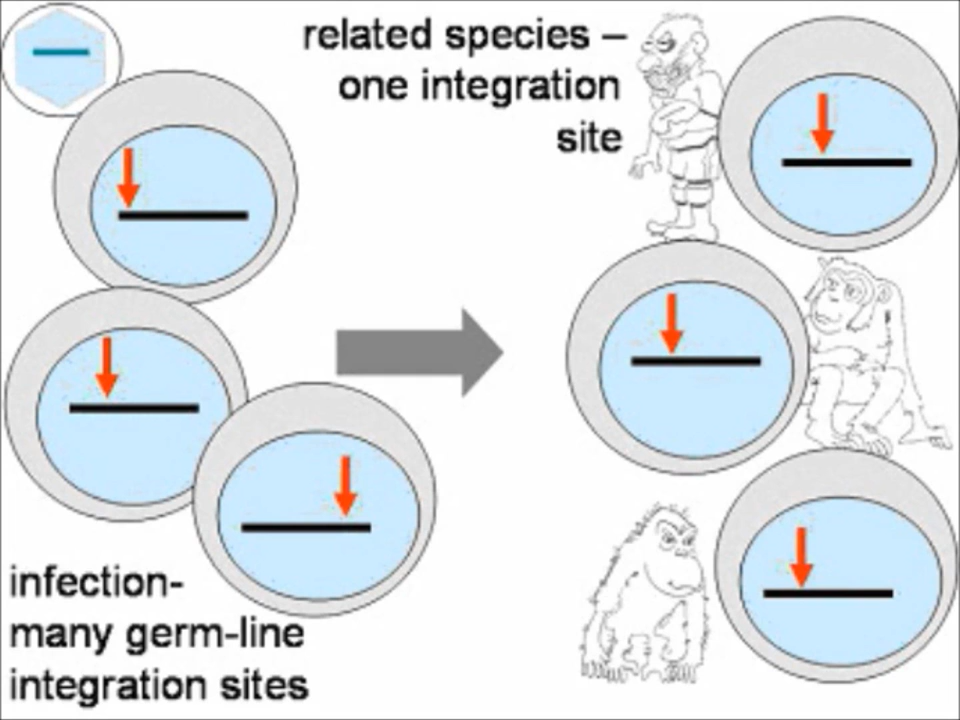 related species –
one integration
site
infection-
many germ-line
integration sites